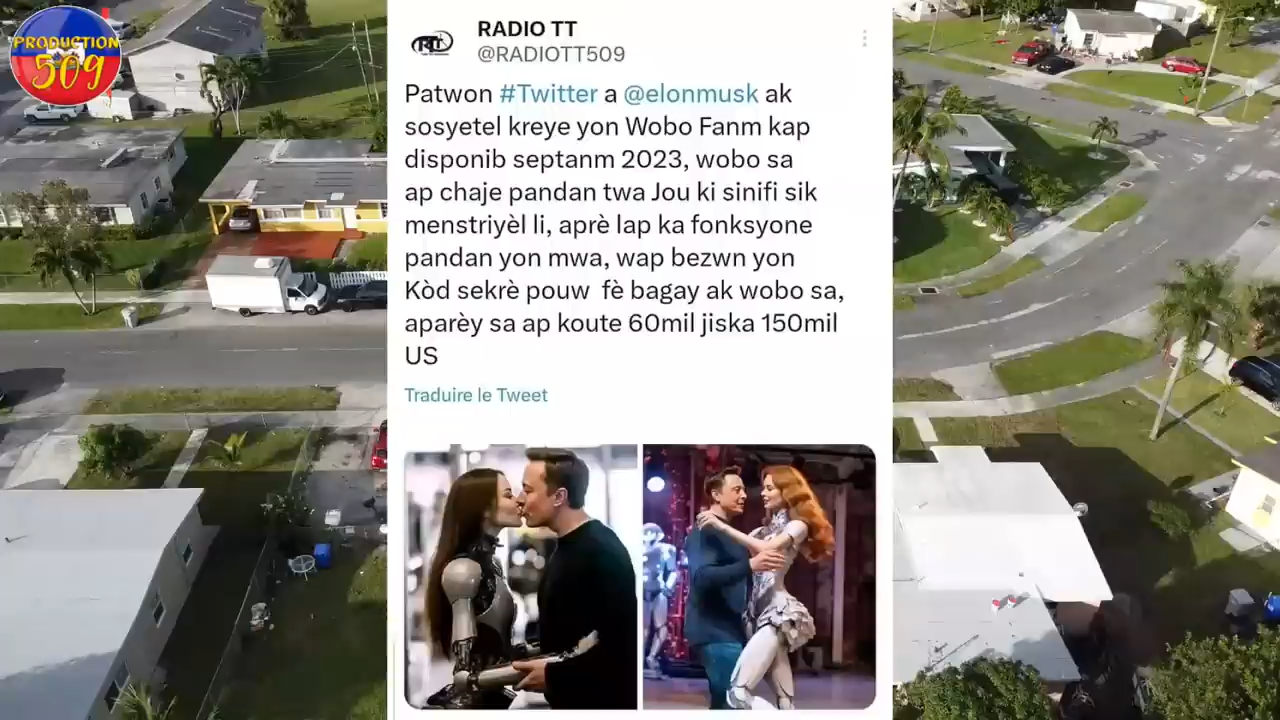 PRODUCTION
509
RADIO TT
@RADIOTT509
Patwon #Twitter a @elonmusk ak
sosyetel kreye yon Wobo Fanm kap
disponib septanm 2023, wobo sa
ap chaje pandan twa Jou ki sinifi sik
menstriyèl li, aprè lap ka fonksyone
pandan yon mwa, wap bezwn yon
Kòd sekrè pouw fè bagay ak wobo sa,
aparèy sa ap koute 60mil jiska 150mil
US
Traduire le Tweet